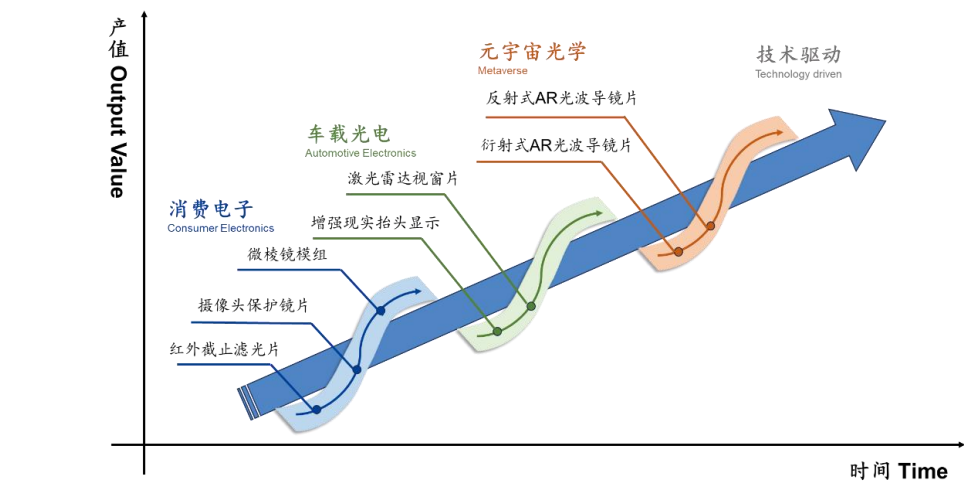 产值 Output Value
元宇宙光学
Metaverse
技术驱动
Technology driven
反射式AR光波导镜片
衍射式AR光波导镜片
车载光电
Automotive Electronics
激光雷达视窗片
增强现实抬头显示
消费电子
Consumer Electronics
微棱镜模组
摄像头保护镜片
红外截止滤光片
时间 Time